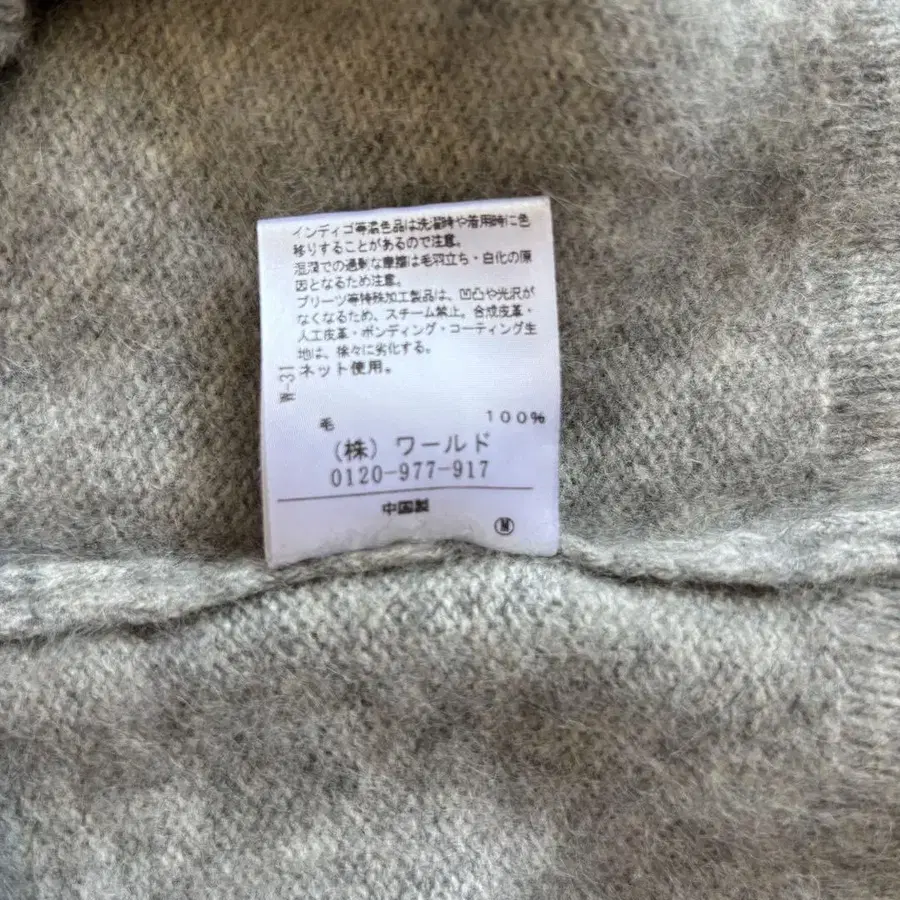 インディゴ等濃色品は洗濯時や着用時に色
移りすることがあるので注意。
湿潤での過剰な摩擦は毛羽立ち・白化の原
因となるため注意。
プリーツ等特殊加工製品は、凹凸や光沢が
なくなるため、スチーム禁止。合成皮革・
人工皮革・ボンディング・コーティング生
地は、徐々に劣化する。
ネット使用。
W-31
毛 100%
(株) ワールド
0120-977-917
中国製
Ⓜ